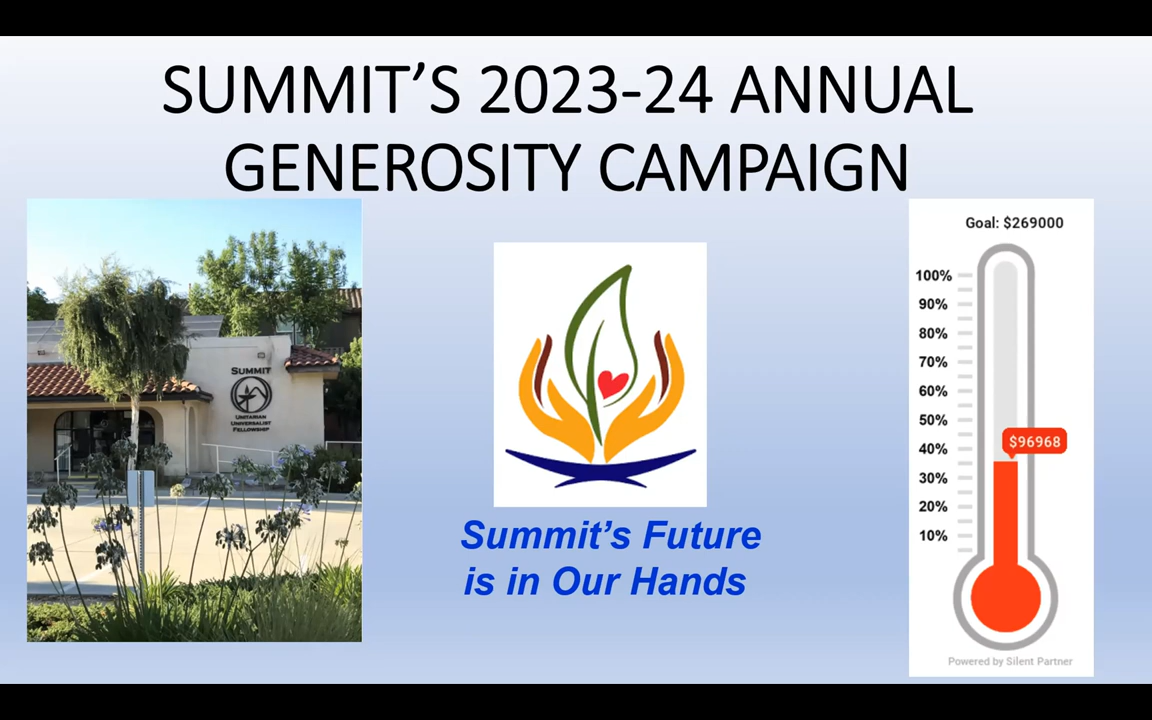 SUMMIT’S 2023-24 ANNUAL
GENEROSITY CAMPAIGN
SUMMIT
UNITARIAN
UNIVERSALIST
FELLOWSHIP
Summit’s Future
is in Our Hands
Goal: $269000
100%
90%
80%
70%
60%
50%
$96968
40%
30%
20%
10%
Powered by Silent Partner